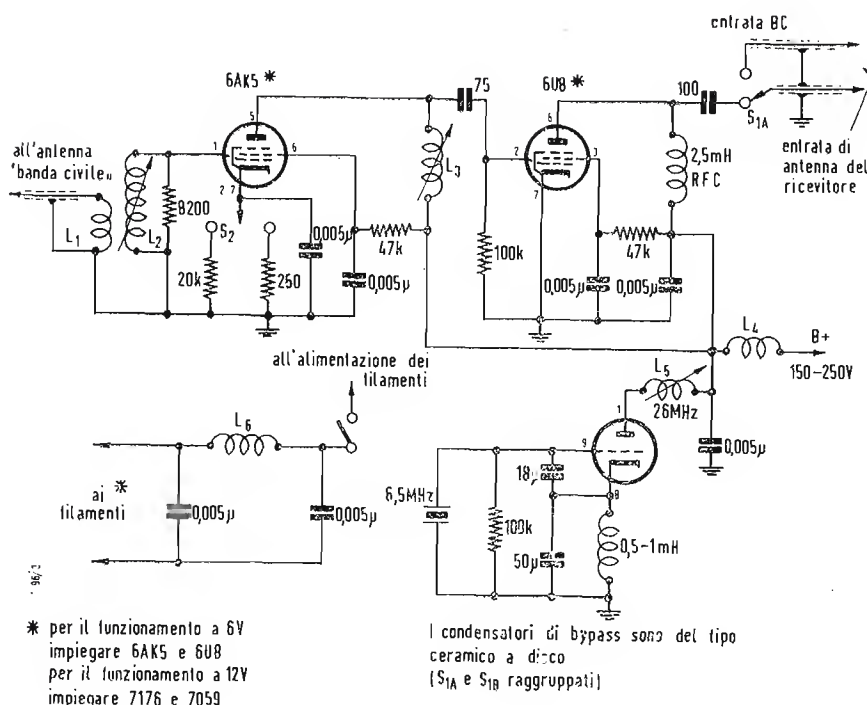 entrata BC
6AK5 *
75
6U8 *
100
S1A
all'antenna
"banda civile"
5
1
6
2 7
L1
L2
8200
S2
20k
250
0,005μ
0,005μ
47k
L3
6
2
3
7
100k
2,5mH
RFC
47k
0,005μ
0,005μ
entrata di
antenna del
ricevitore
L4
B+
150-250V
all'alimentazione dei
filamenti
L5
26MHz
1
9
8
0,005μ
L6
ai *
filamenti
0,005μ
0,005μ
6,5MHz
100k
18μ
50μ
0,5-1mH
* per il funzionamento a 6V
impiegare 6AK5 e 6U8
per il funzionamento a 12V
impiegare 7176 e 7059
I condensatori di bypass sono del tipo
ceramico a disco
(S1A e S1B raggruppati)